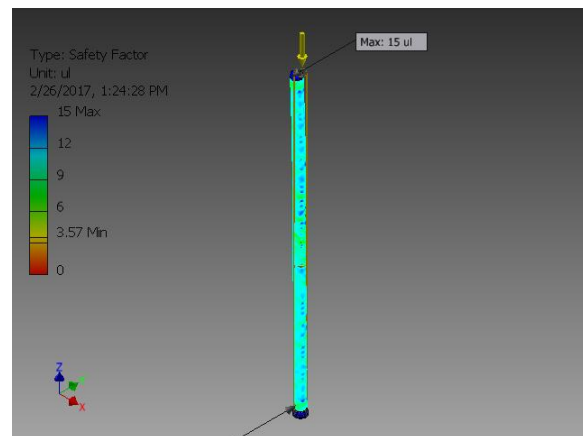 Type: Safety Factor
Unit: ul
2/26/2017, 1:24:28 PM
Max: 15 ul
15 Max
12
9
6
3.57 Min
0
Z
X